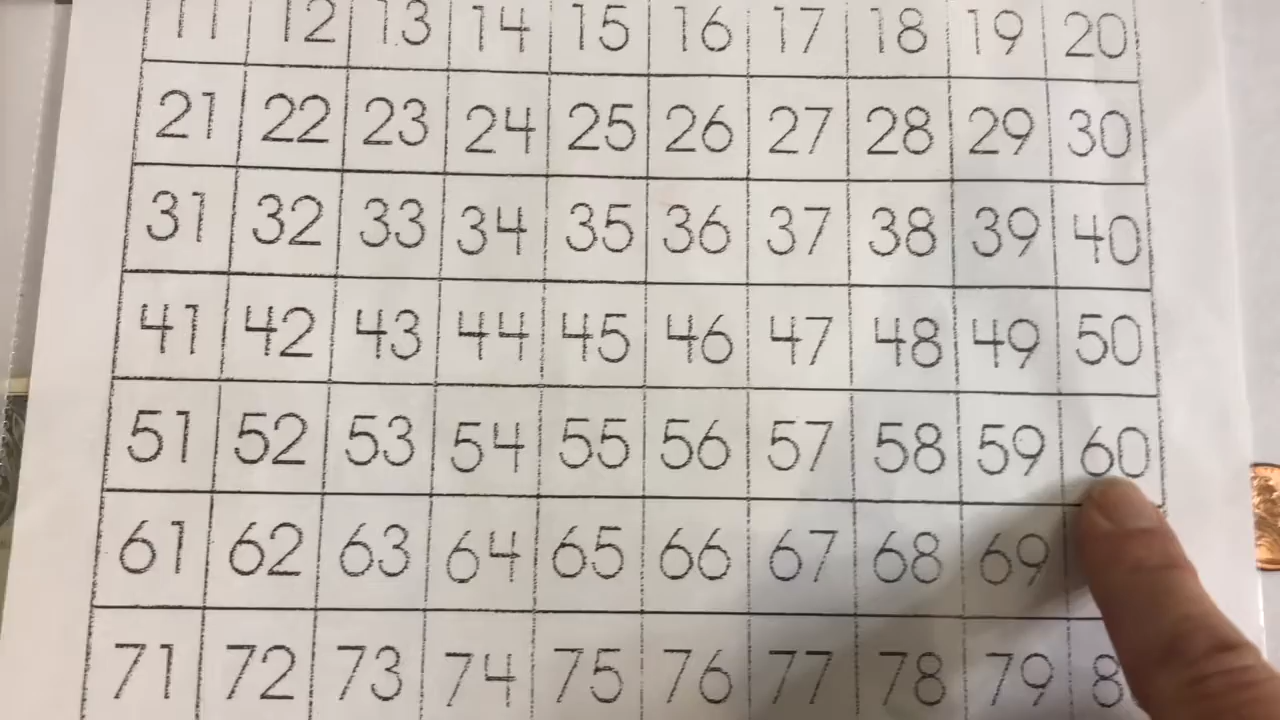 11 12 13 14 15 16 17 18 19 20
21 22 23 24 25 26 27 28 29 30
31 32 33 34 35 36 37 38 39 40
41 42 43 44 45 46 47 48 49 50
51 52 53 54 55 56 57 58 59 60
61 62 63 64 65 66 67 68 69
71 72 73 74 75 76 77 78 79